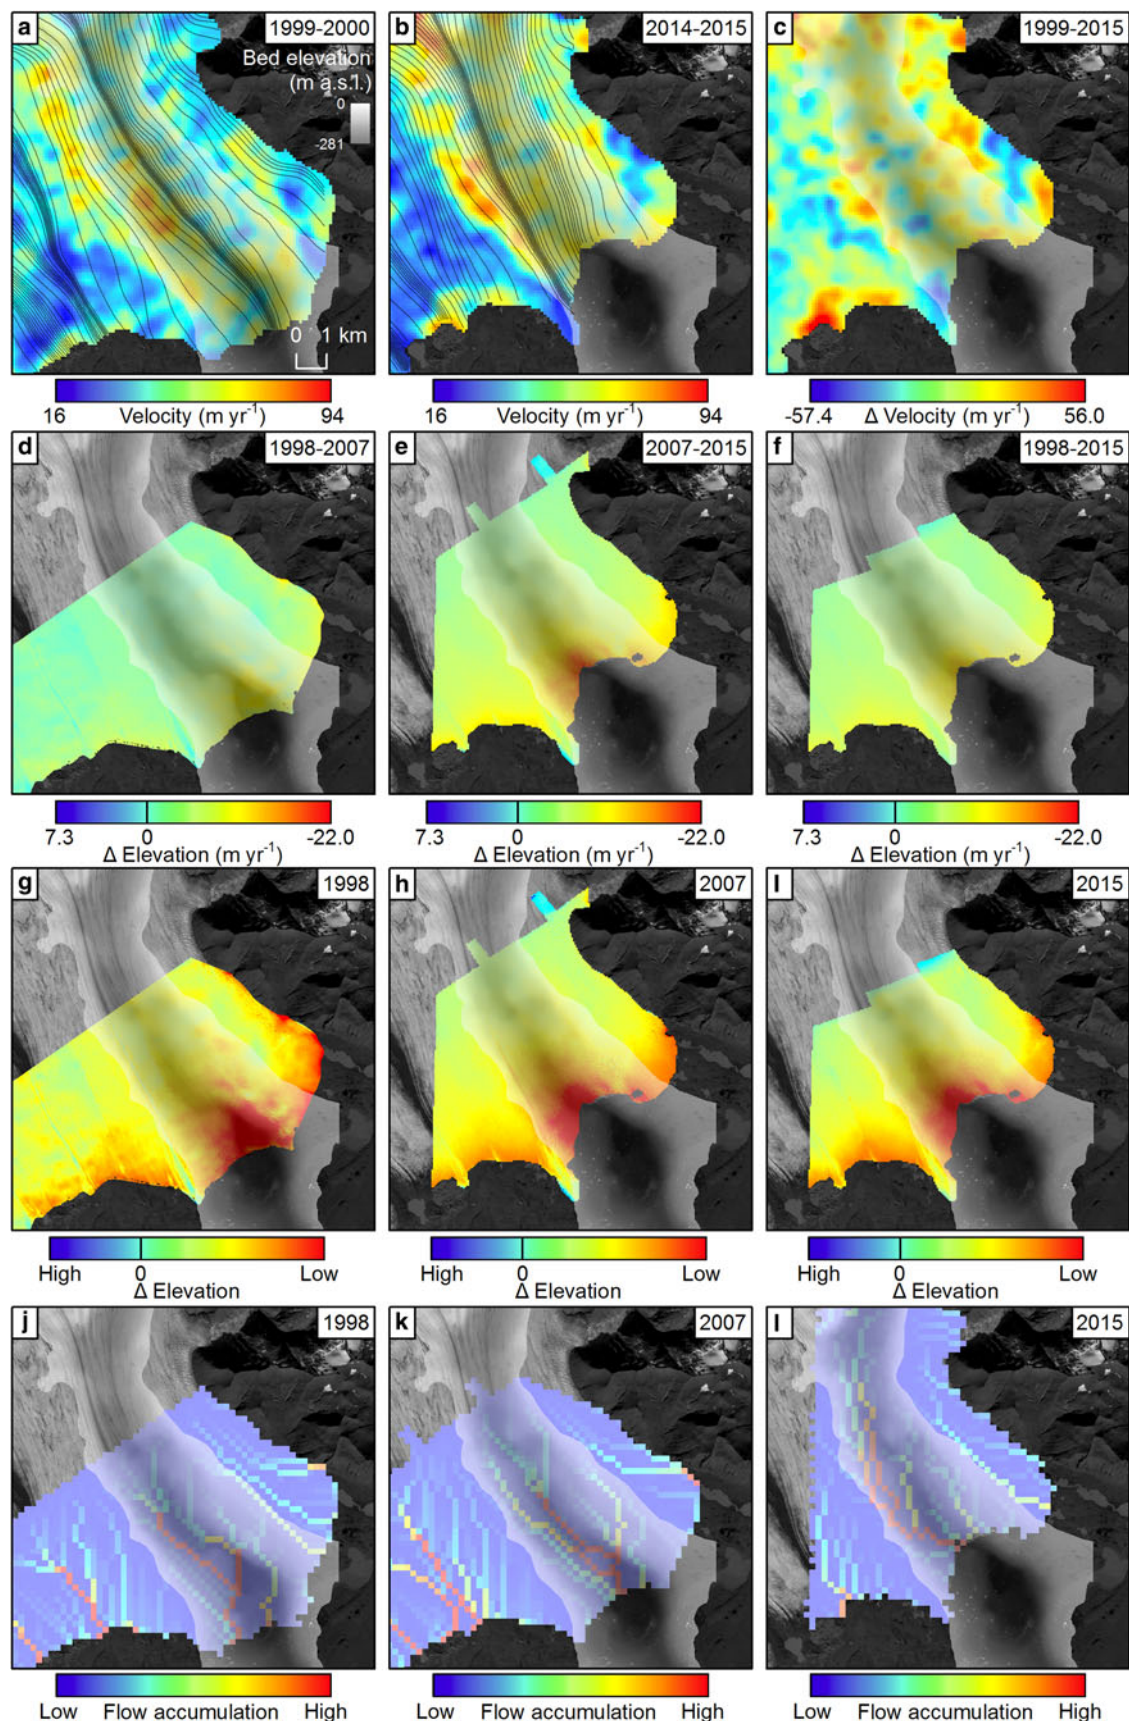 a 1999-2000
Bed elevation
(m a.s.l.)
0
-281
0 1 km
b 2014-2015
c 1999-2015
16 Velocity (m yr-1) 94
16 Velocity (m yr-1) 94
-57.4 Δ Velocity (m yr-1) 56.0
d 1998-2007
e 2007-2015
f 1998-2015
7.3 0 -22.0
Δ Elevation (m yr-1)
7.3 0 -22.0
Δ Elevation (m yr-1)
7.3 0 -22.0
Δ Elevation (m yr-1)
g 1998
h 2007
I 2015
High 0 Low
Δ Elevation
High 0 Low
Δ Elevation
High 0 Low
Δ Elevation
j 1998
k 2007
l 2015
Low Flow accumulation High
Low Flow accumulation High
Low Flow accumulation High